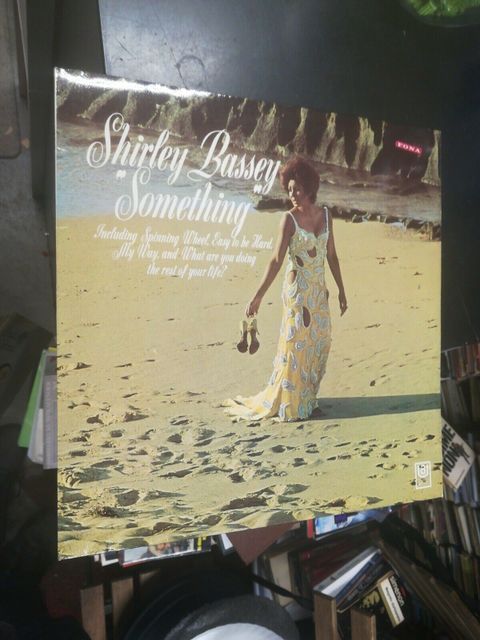 Shirley Bassey
"Something"
Including Spinning Wheel, Easy to be Hard,
My Way, and What are you doing
the rest of your life?
FONA